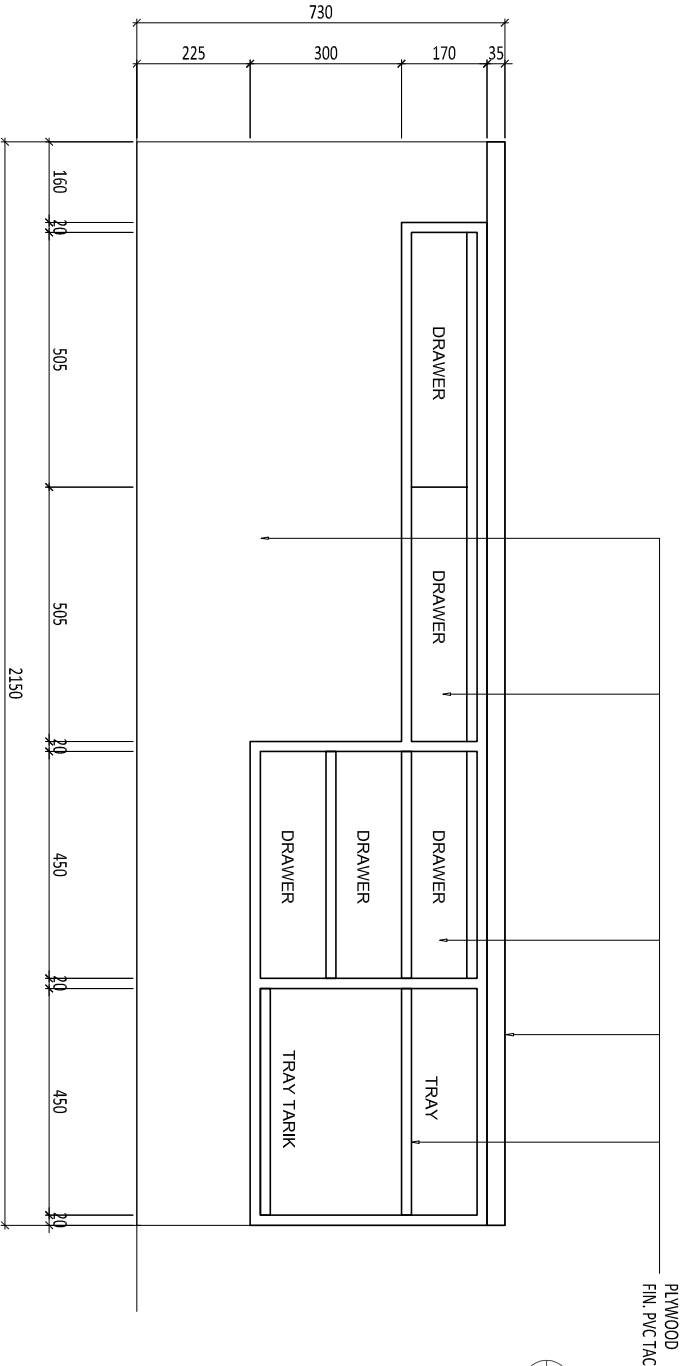 730
225
300
170
35
160
20
505
505
20
450
20
450
20
2150
DRAWER
DRAWER
DRAWER
DRAWER
DRAWER
TRAY
TRAY TARIK
PLYWOOD
FIN. PVC TAC